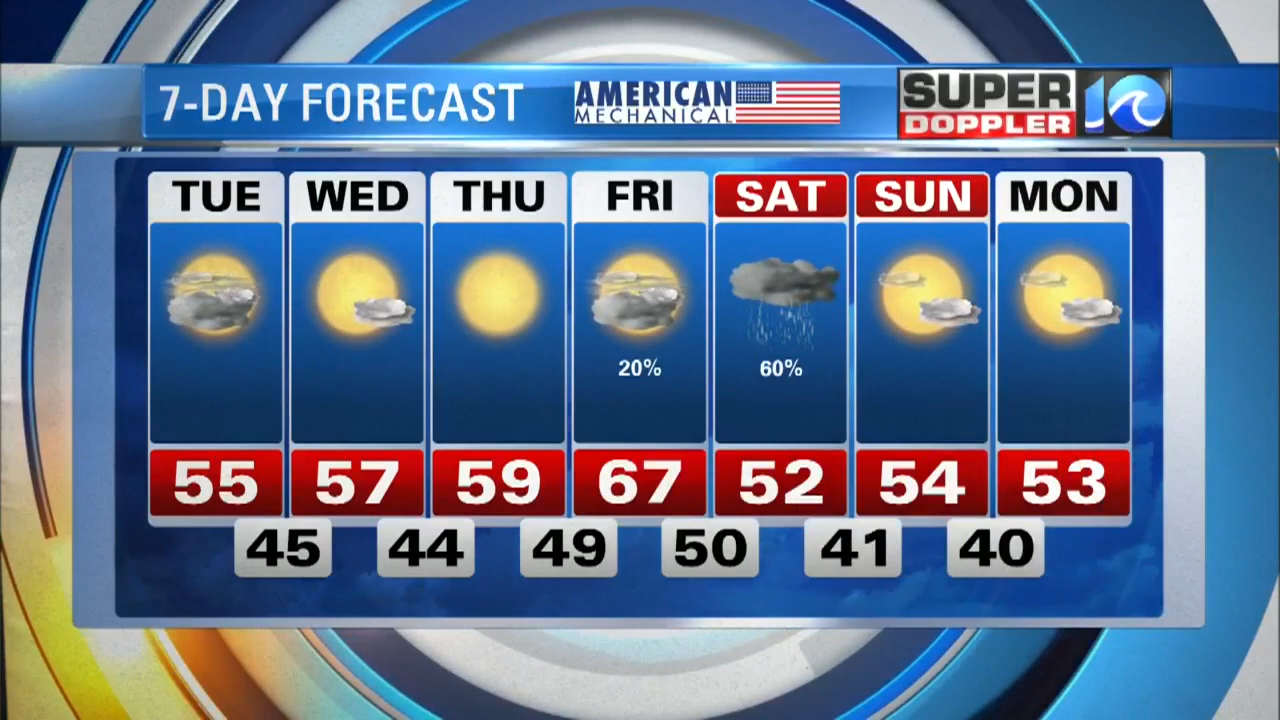 7-DAY FORECAST
AMERICAN
MECHANICAL
SUPER
DOPPLER
10
TUE WED THU FRI SAT SUN MON
20% 60%
55 57 59 67 52 54 53
45 44 49 50 41 40